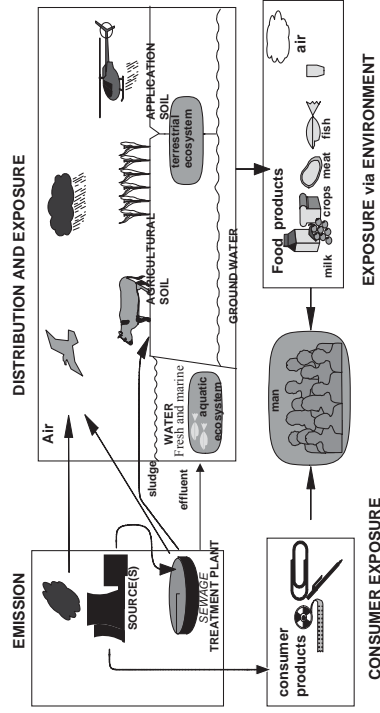 DISTRIBUTION AND EXPOSURE
EMISSION
Air
SOURCE(S)
SEWAGE
TREATMENT PLANT
sludge
effluent
WATER
Fresh and marine
aquatic
ecosystem
AGRICULTURAL
SOIL
APPLICATION
SOIL
terrestrial
ecosystem
GROUND WATER
consumer
products
man
Food products
milk
crops
meat
fish
air
CONSUMER EXPOSURE
EXPOSURE via ENVIRONMENT